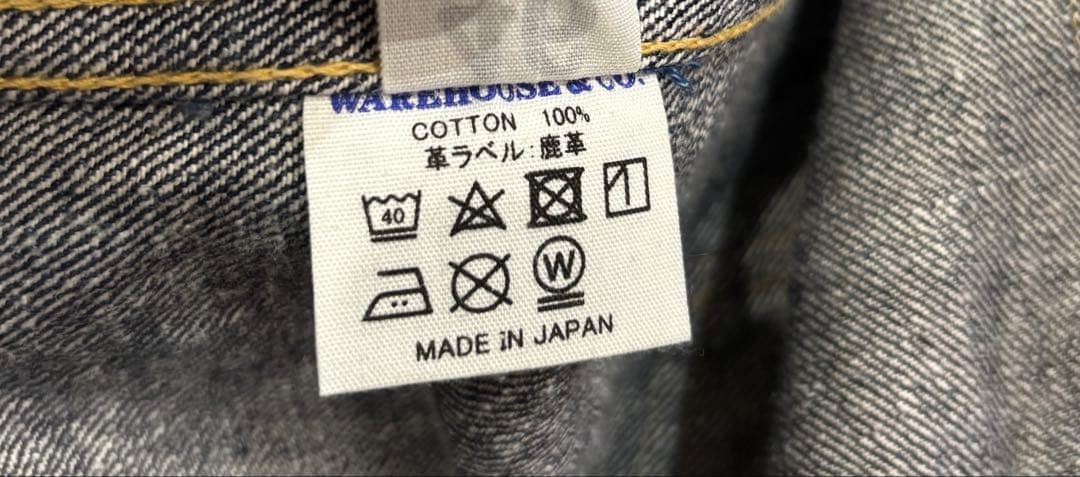 WAREHOUSE & CO.
COTTON 100%
革ラベル:鹿革
40
W
MADE iN JAPAN